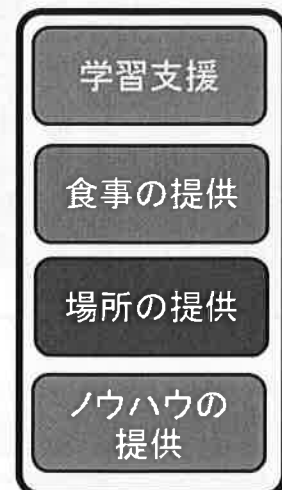 学習支援
食事の提供
場所の提供
ノウハウの
提供